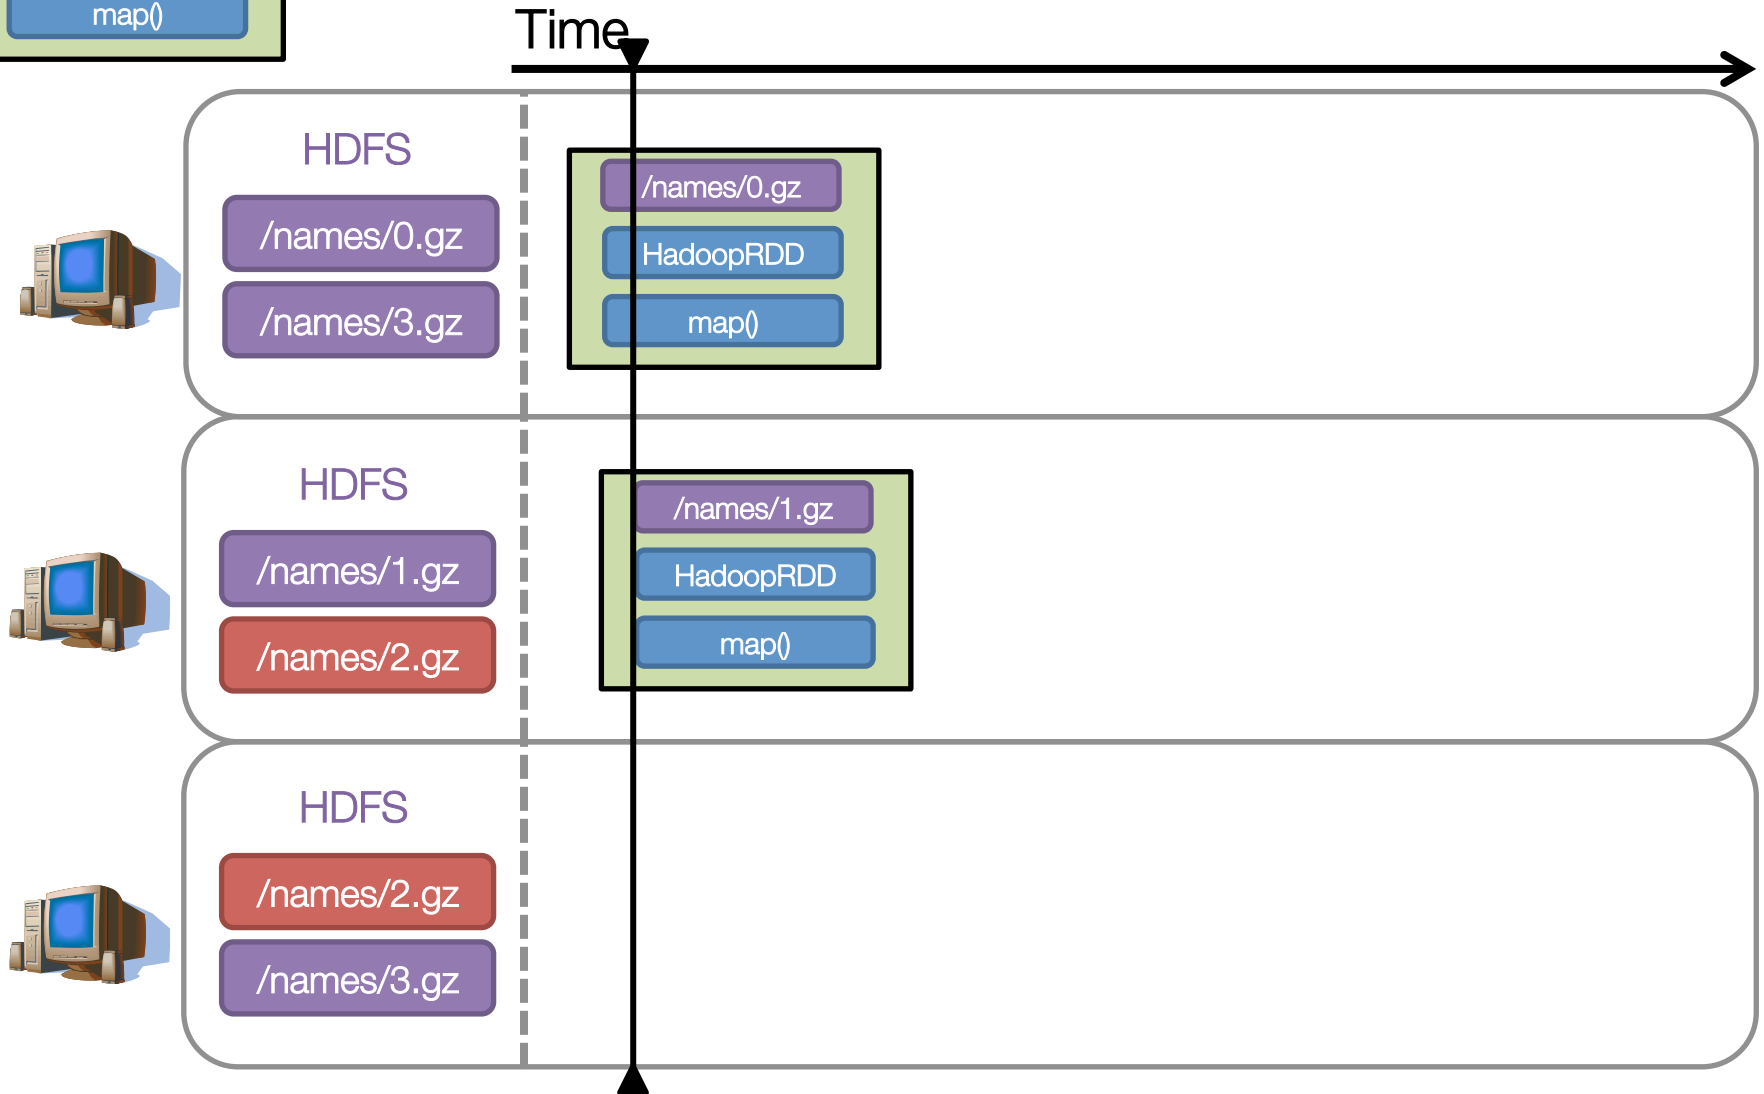 map()
Time
HDFS
/names/0.gz
/names/3.gz
/names/0.gz
HadoopRDD
map()
HDFS
/names/1.gz
/names/2.gz
/names/1.gz
HadoopRDD
map()
HDFS
/names/2.gz
/names/3.gz